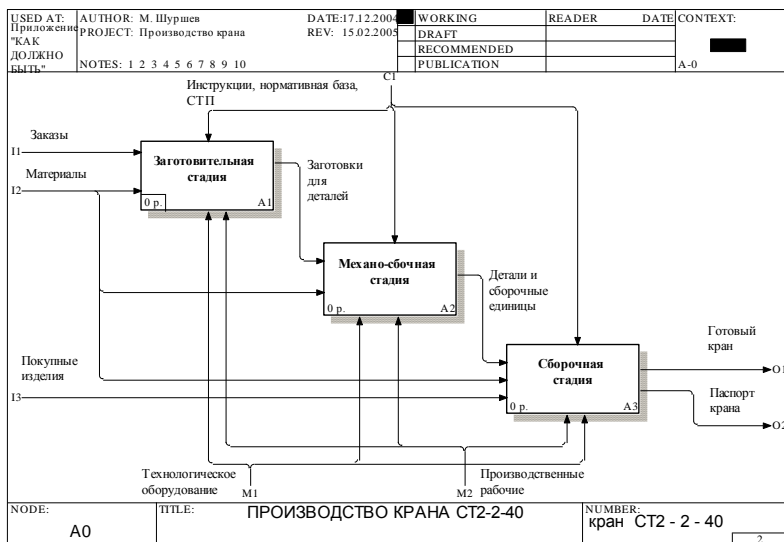 USED AT: AUTHOR: М. Шуршев DATE:17.12.2004 WORKING READER DATE CONTEXT:
Приложение PROJECT: Производство крана REV: 15.02.2005 DRAFT
"КАК RECOMMENDED
ДОЛЖНО
БЫТЬ" NOTES: 1 2 3 4 5 6 7 8 9 10 PUBLICATION A-0
C1
Инструкции, нормативная база,
СТП
Заказы
I1
Материалы
I2
Заготовительная
стадия
0 р. A1
Заготовки
для
деталей
Механо-сбочная
стадия
0 р. A2
Детали и
сборочные
единицы
Покупные
изделия
I3
Сборочная
стадия
0 р. A3
Готовый
кран
O1
Паспорт
крана
O2
Технологическое
оборудование M1
Производственные
M2 рабочие
NODE: TITLE: ПРОИЗВОДСТВО КРАНА СТ2-2-40 NUMBER:
A0 кран СТ2 - 2 - 40
2